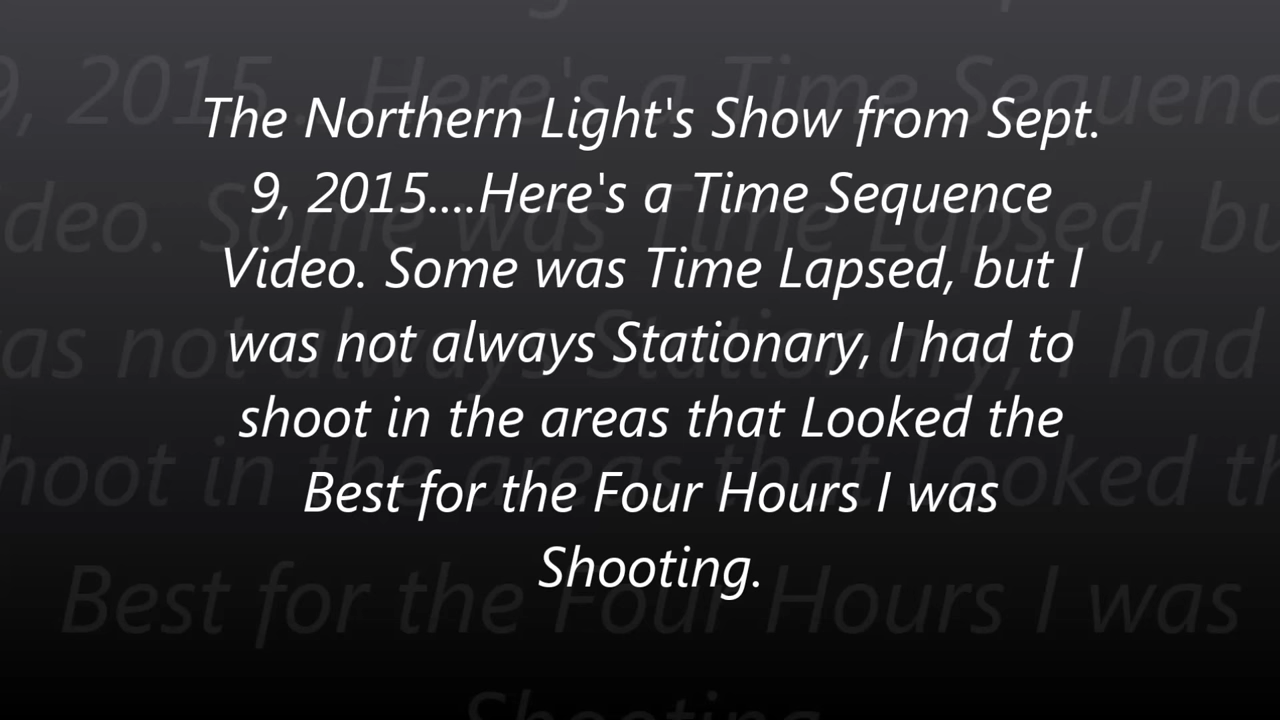 The Northern Light's Show from Sept.
9, 2015....Here's a Time Sequence
Video. Some was Time Lapsed, but I
was not always Stationary, I had to
shoot in the areas that Looked the
Best for the Four Hours I was
Shooting.